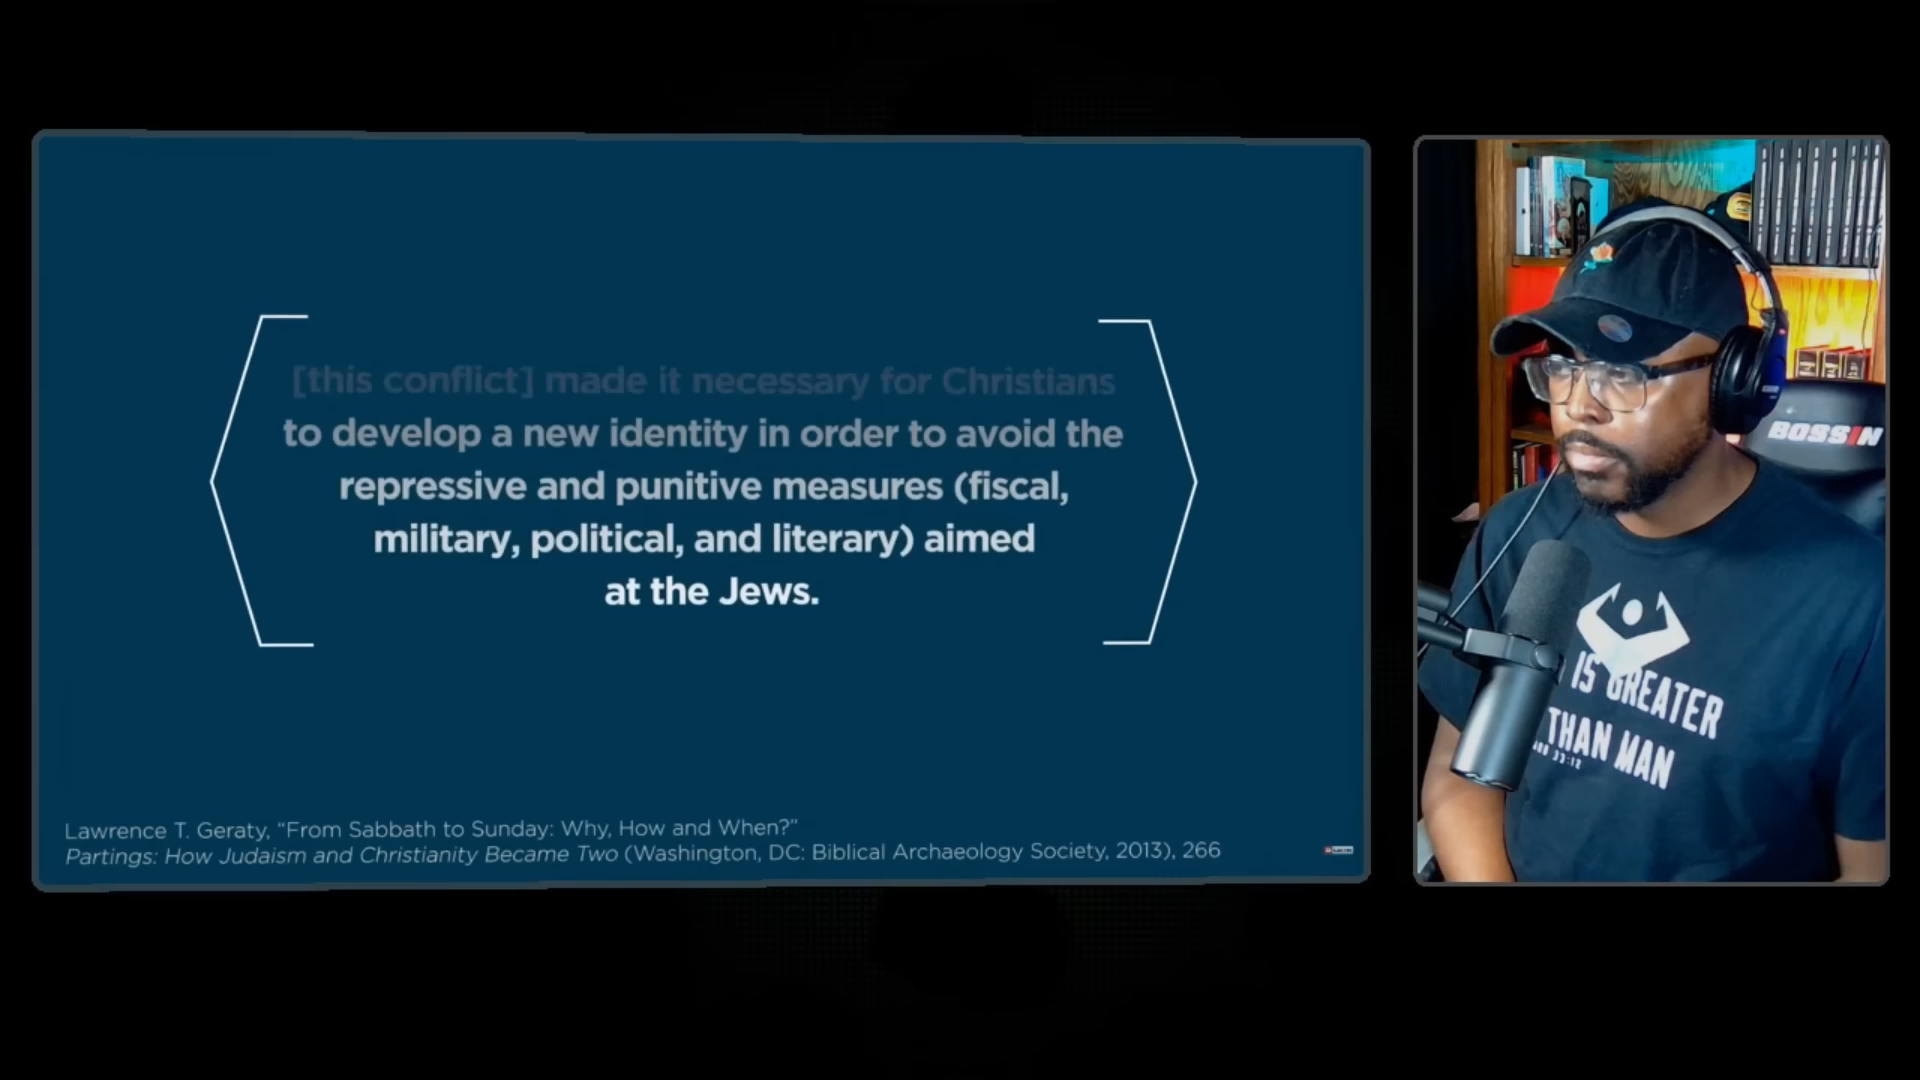 [this conflict] made it necessary for Christians
to develop a new identity in order to avoid the
repressive and punitive measures (fiscal,
military, political, and literary) aimed
at the Jews.
Lawrence T. Geraty, “From Sabbath to Sunday: Why, How and When?”
Partings: How Judaism and Christianity Became Two (Washington, DC: Biblical Archaeology Society, 2013), 266
BOSSIN
IS GREATER
THAN MAN